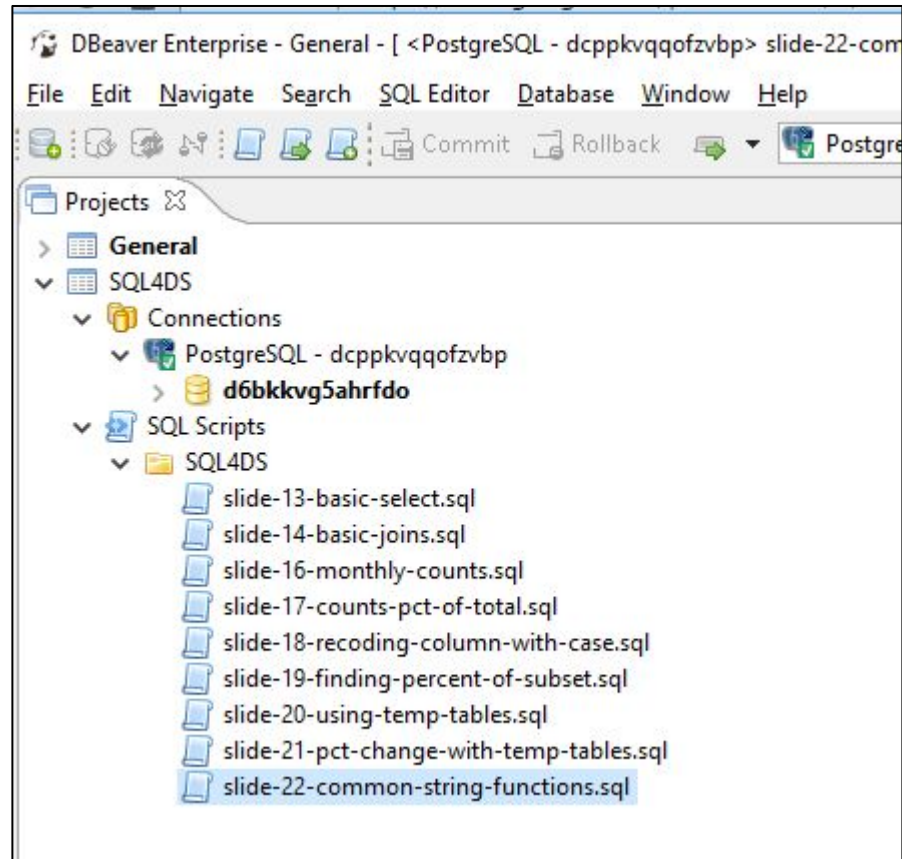 DBeaver Enterprise - General - [ <PostgreSQL - dcppkvqqofzvbp> slide-22-com
File Edit Navigate Search SQL Editor Database Window Help
Commit Rollback Postgre
Projects
General
SQL4DS
Connections
PostgreSQL - dcppkvqqofzvbp
d6bkkvg5ahrfdo
SQL Scripts
SQL4DS
slide-13-basic-select.sql
slide-14-basic-joins.sql
slide-16-monthly-counts.sql
slide-17-counts-pct-of-total.sql
slide-18-recoding-column-with-case.sql
slide-19-finding-percent-of-subset.sql
slide-20-using-temp-tables.sql
slide-21-pct-change-with-temp-tables.sql
slide-22-common-string-functions.sql